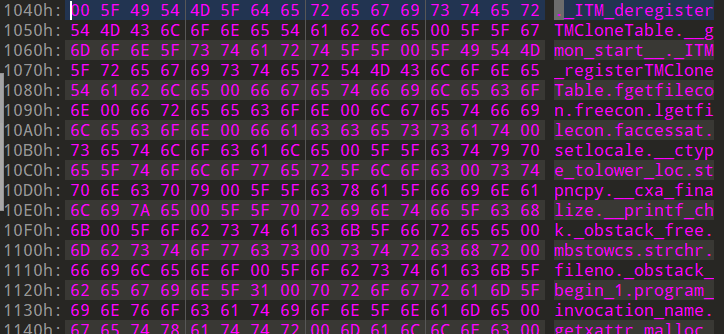 1040h: 00 5F 49 54 4D 5F 64 65 72 65 67 69 73 74 65 72 ._ITM_deregister
1050h: 54 4D 43 6C 6F 6E 65 54 61 62 6C 65 00 5F 5F 67 TMCloneTable.__g
1060h: 6D 6F 6E 5F 73 74 61 72 74 5F 5F 00 5F 49 54 4D mon_start__._ITM
1070h: 5F 72 65 67 69 73 74 65 72 54 4D 43 6C 6F 6E 65 _registerTMClone
1080h: 54 61 62 6C 65 00 66 67 65 74 66 69 6C 65 63 6F Table.fgetfileco
1090h: 6E 00 66 72 65 65 63 6F 6E 00 6C 67 65 74 66 69 n.freecon.lgetfi
10A0h: 6C 65 63 6F 6E 00 66 61 63 63 65 73 73 61 74 00 lecon.faccessat.
10B0h: 73 65 74 6C 6F 63 61 6C 65 00 5F 5F 63 74 79 70 setlocale.__ctyp
10C0h: 65 5F 74 6F 6C 6F 77 65 72 5F 6C 6F 63 00 73 74 e_tolower_loc.st
10D0h: 70 6E 63 70 79 00 5F 5F 63 78 61 5F 66 69 6E 61 pncpy.__cxa_fina
10E0h: 6C 69 7A 65 00 5F 5F 70 72 69 6E 74 66 5F 63 68 lize.__printf_ch
10F0h: 6B 00 5F 6F 62 73 74 61 63 6B 5F 66 72 65 65 00 k._obstack_free.
1100h: 6D 62 73 74 6F 77 63 73 00 73 74 72 63 68 72 00 mbstowcs.strchr.
1110h: 66 69 6C 65 6E 6F 00 5F 6F 62 73 74 61 63 6B 5F fileno._obstack_
1120h: 62 65 67 69 6E 5F 31 00 70 72 6F 67 72 61 6D 5F begin_1.program_
1130h: 69 6E 76 6F 63 61 74 69 6F 6E 5F 6E 61 6D 65 00 invocation_name.
1140h: 67 65 74 78 61 74 74 72 00 6D 61 6C 6C 6F 63 00 getxattr.malloc.